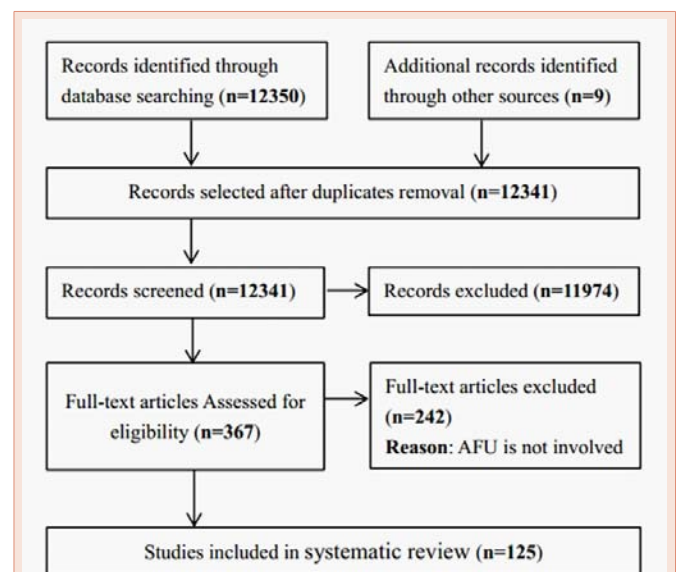 Records identified through
database searching (n=12350)
Additional records identified
through other sources (n=9)
Records selected after duplicates removal (n=12341)
Records screened (n=12341)
Records excluded (n=11974)
Full-text articles Assessed for
eligibility (n=367)
Full-text articles excluded
(n=242)
Reason: AFU is not involved
Studies included in systematic review (n=125)